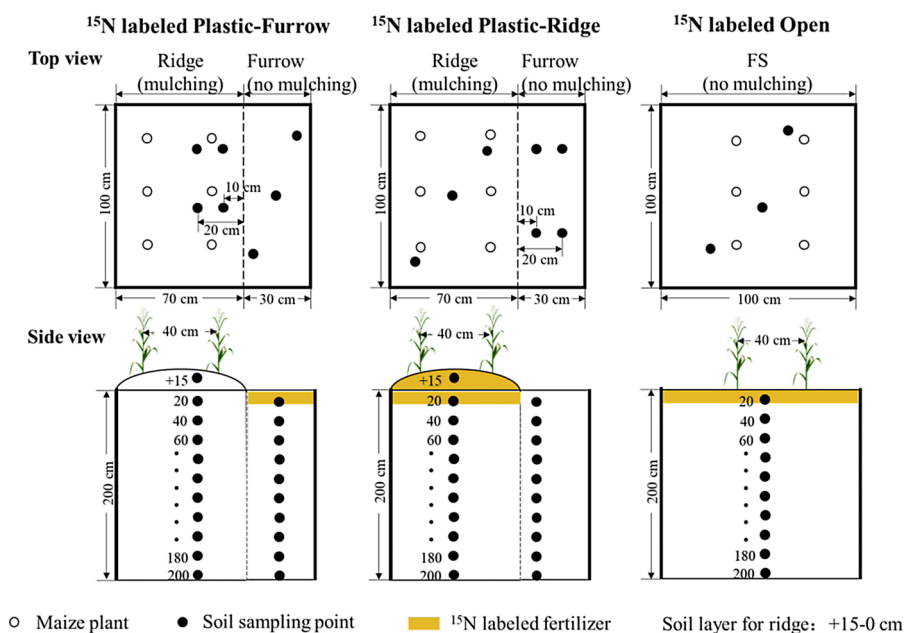 ¹⁵N labeled Plastic-Furrow ¹⁵N labeled Plastic-Ridge ¹⁵N labeled Open
Top view
Ridge Furrow Ridge Furrow FS
(mulching) (no mulching) (mulching) (no mulching) (no mulching)
100 cm 10 cm 20 cm 100 cm 10 cm 20 cm 100 cm
70 cm 30 cm 70 cm 30 cm 100 cm
Side view
40 cm 40 cm 40 cm
+15 +15
20 20 20
40 40 40
60 60 60
200 cm 200 cm 200 cm
180 180 180
200 200 200
Maize plant Soil sampling point ¹⁵N labeled fertilizer Soil layer for ridge: +15-0 cm